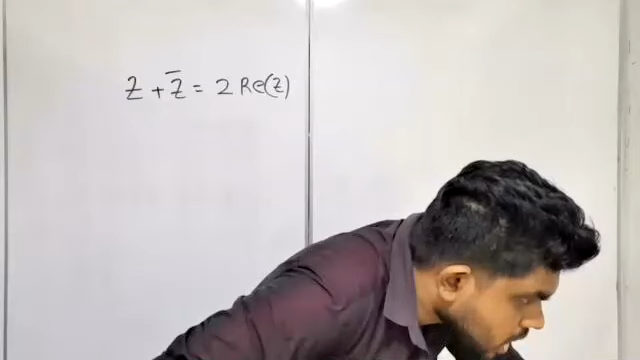 z + z̄ = 2 Re(z)